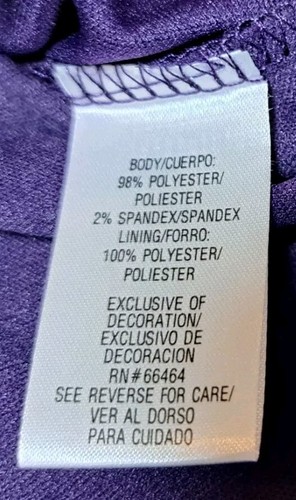 BODY/CUERPO:
98% POLYESTER/
POLIESTER
2% SPANDEX/SPANDEX
LINING/FORRO:
100% POLYESTER/
POLIESTER
EXCLUSIVE OF
DECORATION/
EXCLUSIVO DE
DECORACION
RN#66464
SEE REVERSE FOR CARE/
VER AL DORSO
PARA CUIDADO